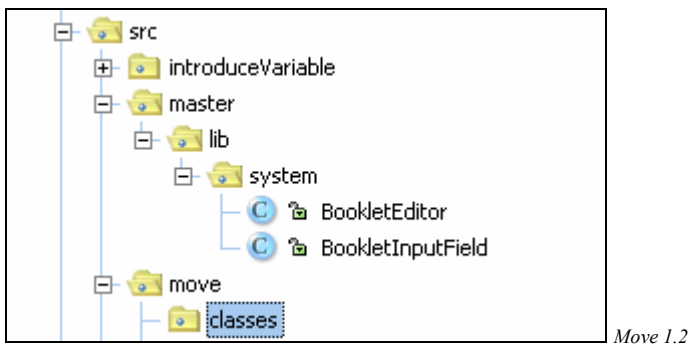 src
introduceVariable
master
lib
system
C BookletEditor
C BookletInputField
move
classes
Move 1.2